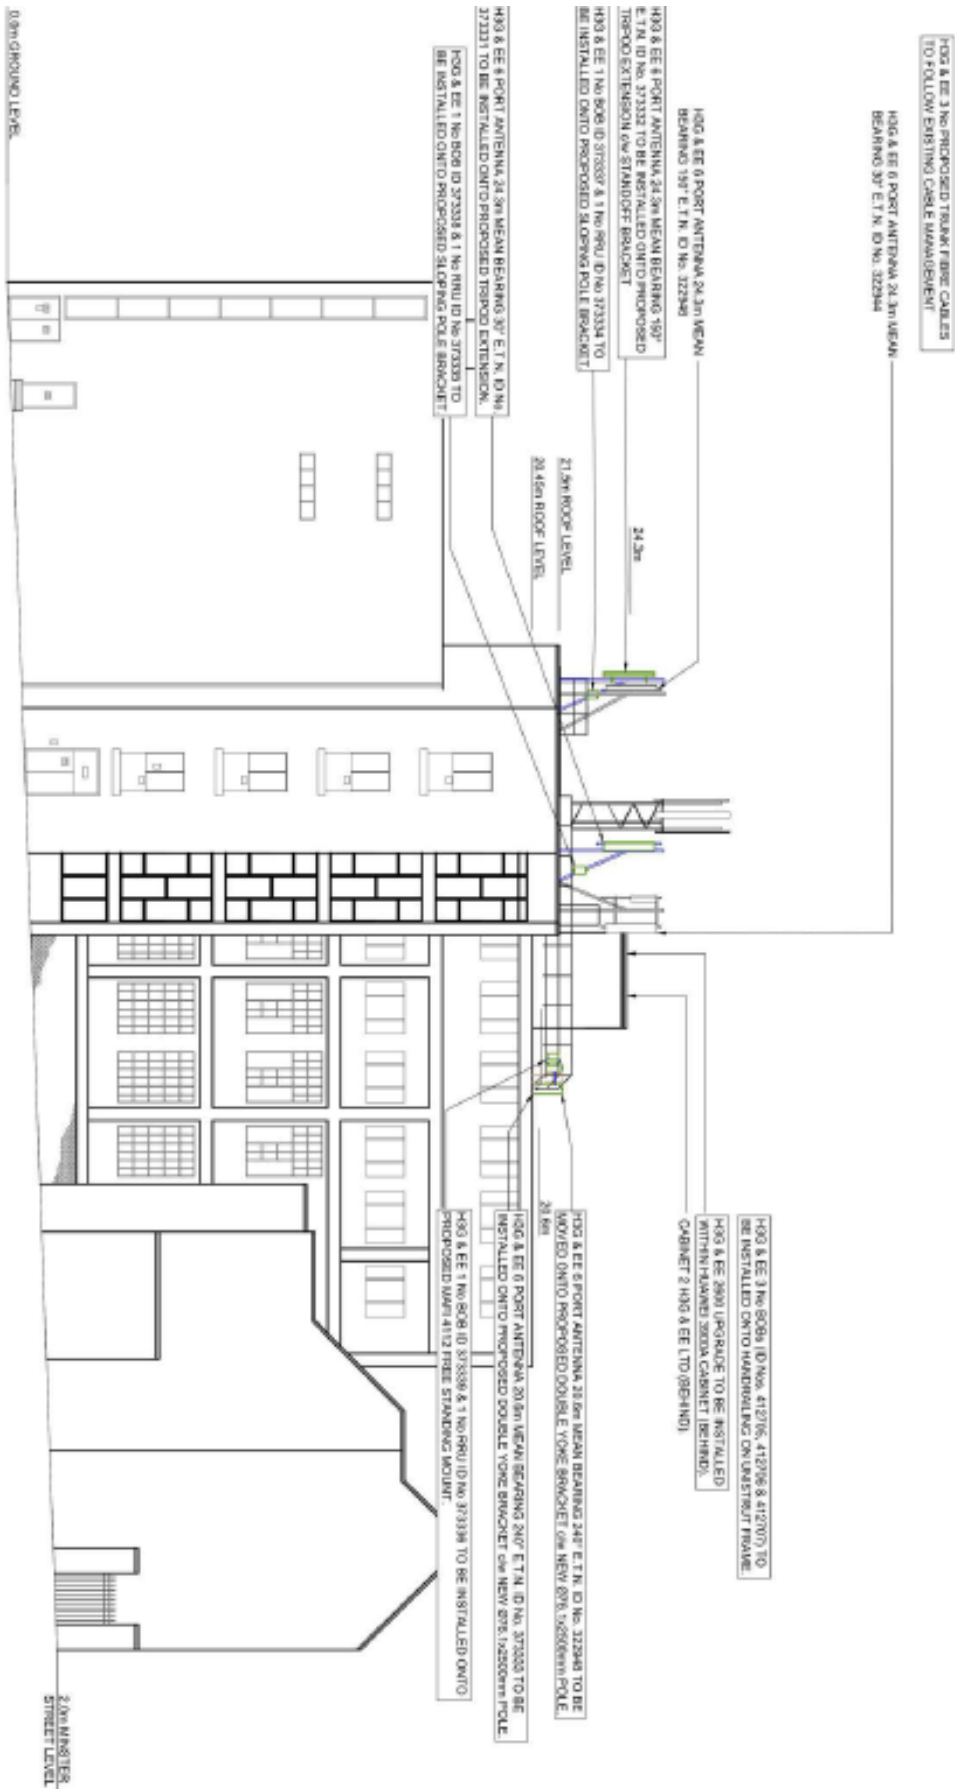 H3G & EE 3 No PROPOSED TRUNK FIBRE CABLES
TO FOLLOW EXISTING CABLE MANAGEMENT
H3G & EE 6 PORT ANTENNA 24.3m MEAN
BEARING 30° E.T.N. ID No. 322944
H3G & EE 6 PORT ANTENNA 24.3m MEAN
BEARING 150° E.T.N. ID No.
H3G & EE 6 PORT ANTENNA 24.3m MEAN BEARING 150°
E.T.N. ID No. 373332 TO BE INSTALLED ONTO PROPOSED
TRIPOD EXTENSION c/w STANDOFF BRACKET
H3G & EE 1 No BOB ID 373337 & 1 No RRU ID No 373334 TO
BE INSTALLED ONTO PROPOSED SLOPING POLE BRACKET
H3G & EE 6 PORT ANTENNA 24.3m MEAN BEARING 30° E.T.N. ID No.
373331 TO BE INSTALLED ONTO PROPOSED TRIPOD EXTENSION.
H3G & EE 1 No BOB ID 373338 & 1 No RRU ID No 373335 TO
BE INSTALLED ONTO PROPOSED SLOPING POLE BRACKET
24.3m
21.5m ROOF LEVEL
20.45m ROOF LEVEL
0.0m GROUND LEVEL
H3G & EE 3 No BOBs (ID Nos. 412705, 412706 & 412707) TO
BE INSTALLED ONTO HANDRAILING ON UNISTRUT FRAME.
H3G & EE 2600 UPGRADE TO BE INSTALLED
WITHIN HUAWEI 3900A CABINET (BEHIND).
CABINET 2 H3G & EE LTD (BEHIND).
H3G & EE 6 PORT ANTENNA 20.6m MEAN BEARING 240° E.T.N. ID No. TO BE
MOVED ONTO PROPOSED DOUBLE YOKE BRACKET c/w NEW Ø76.1x2500mm POLE.
20.6m
H3G & EE 6 PORT ANTENNA 20.6m MEAN BEARING 240° E.T.N. ID No. 373333 TO BE
INSTALLED ONTO PROPOSED DOUBLE YOKE BRACKET c/w NEW Ø76.1x2500mm POLE.
H3G & EE 1 No BOB ID 373339 & 1 No RRU ID No 373336 TO BE INSTALLED ONTO
PROPOSED MAFI 4112 FREE STANDING MOUNT.
2.0m MINSTER
STREET LEVEL